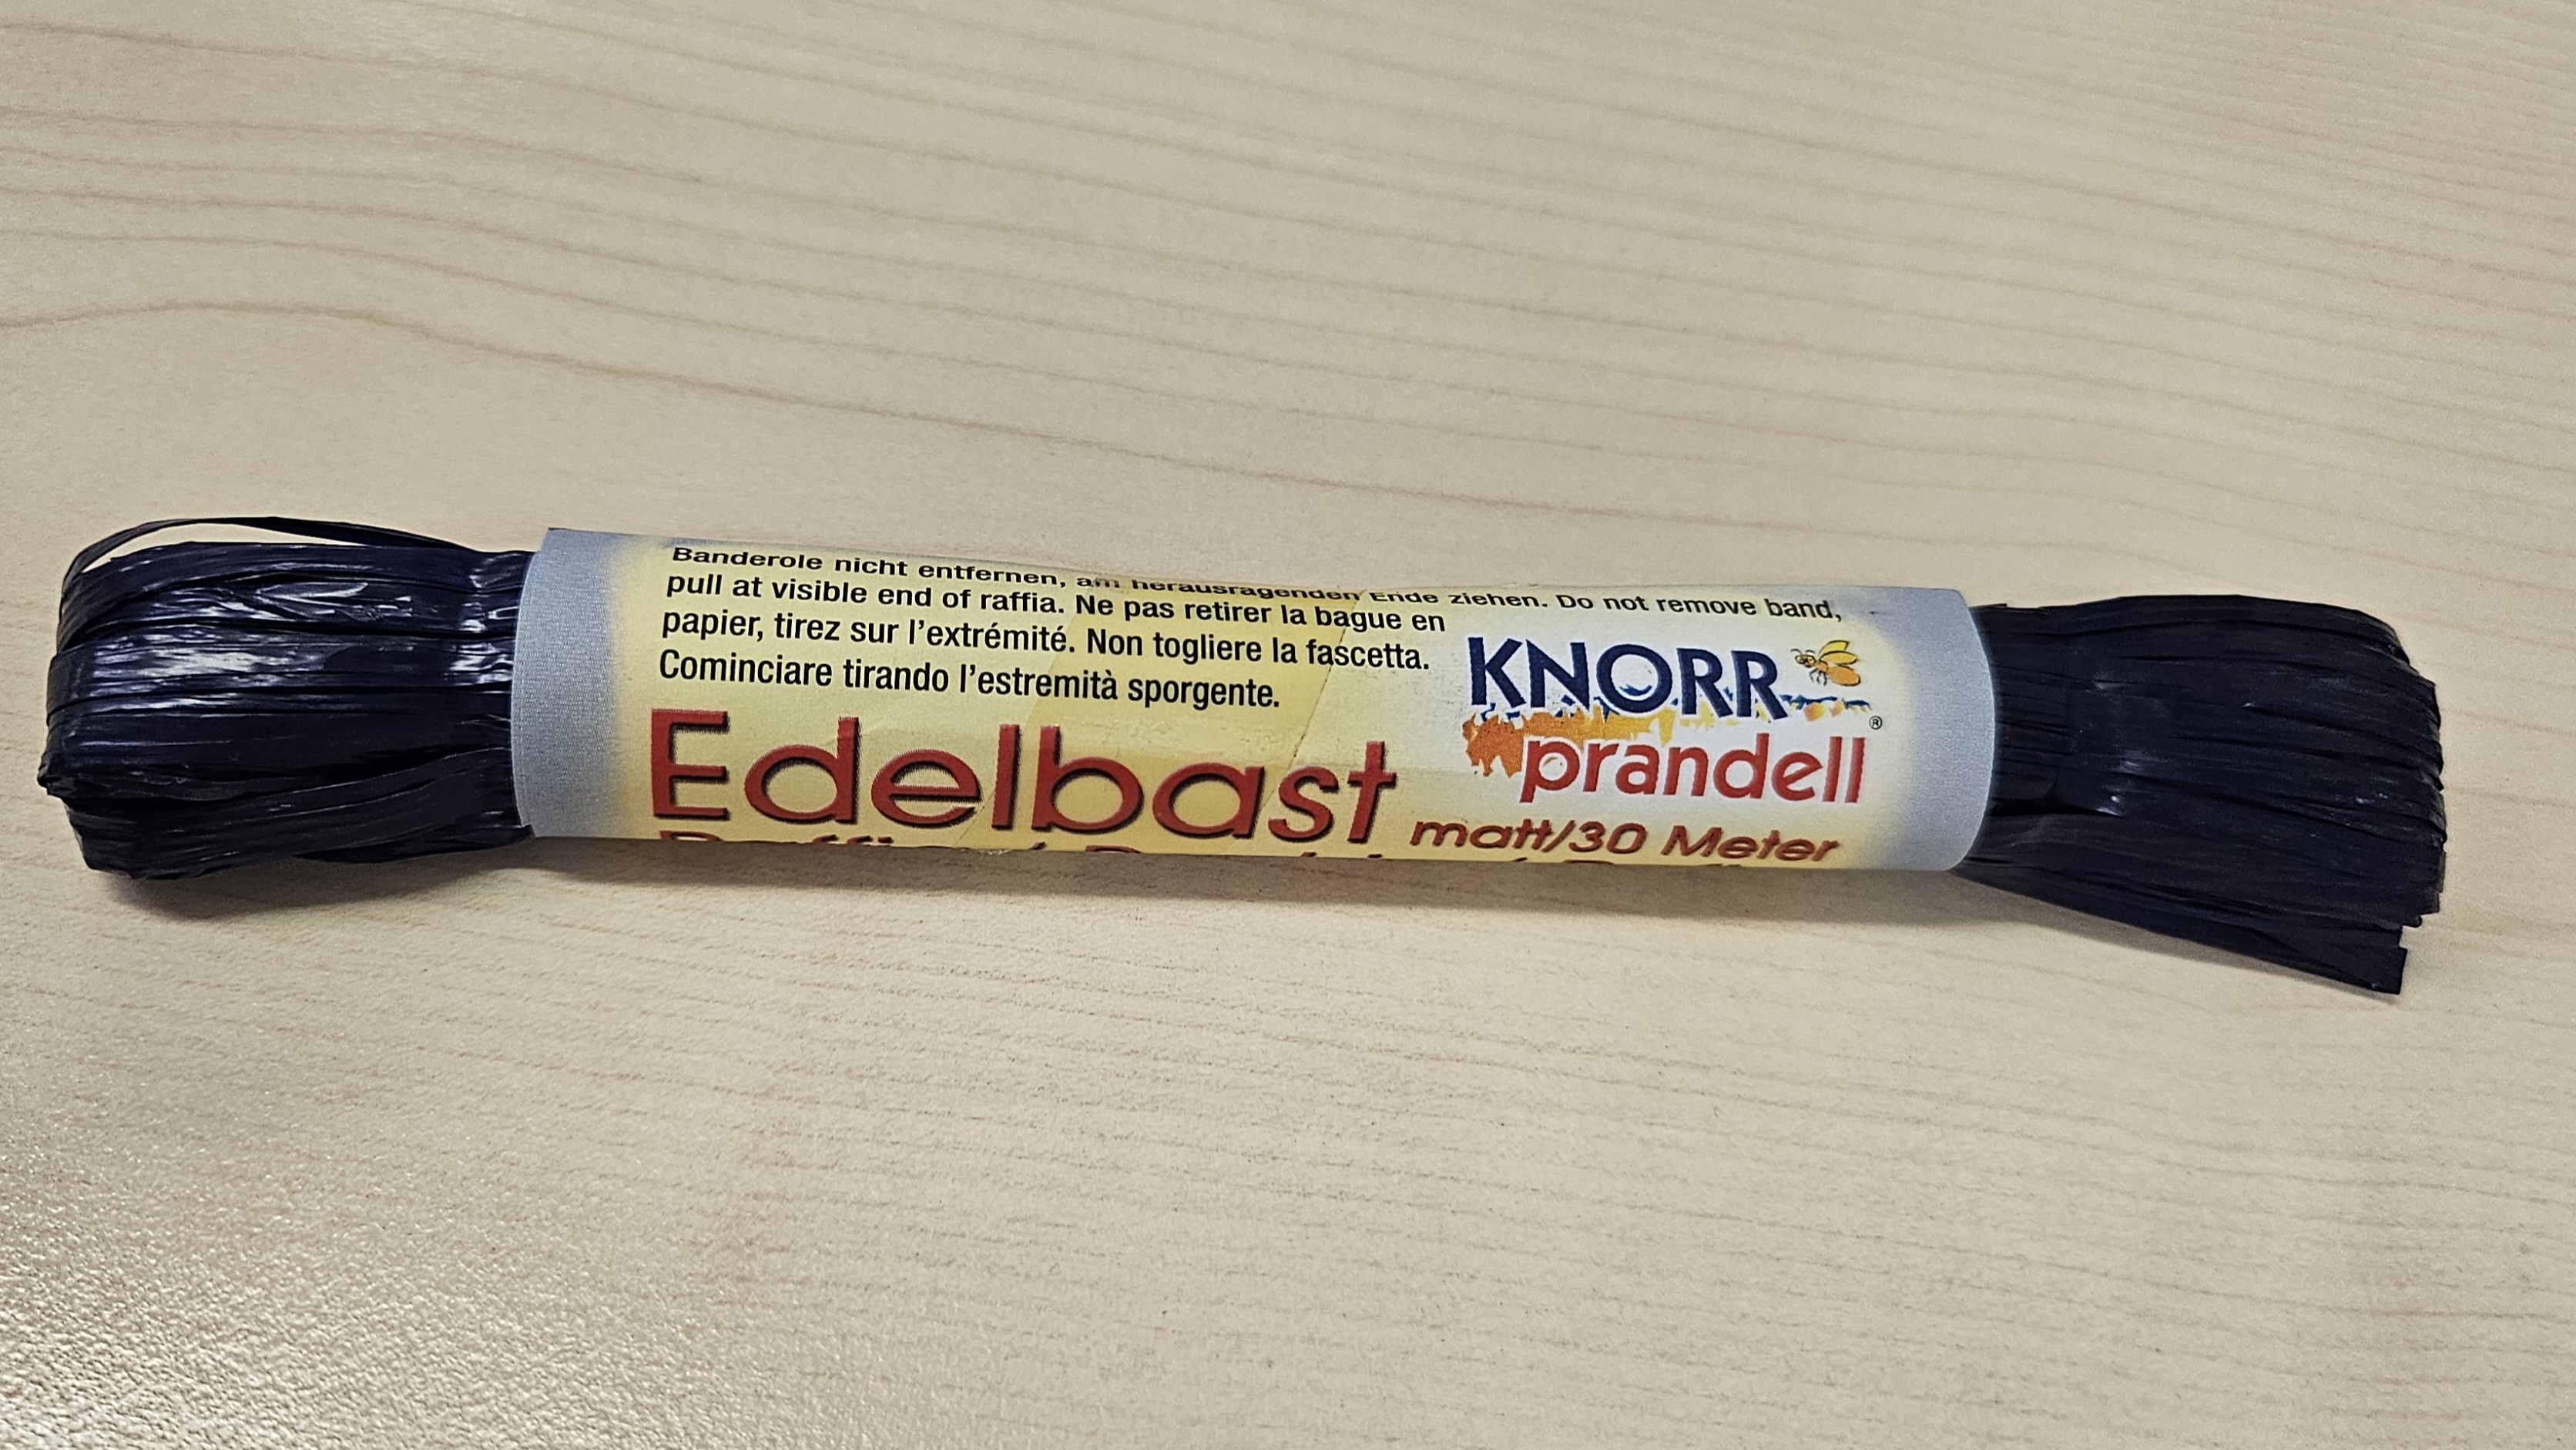 Banderole nicht entfernen, am herausragenden Ende ziehen. Do not remove band,
pull at visible end of raffia. Ne pas retirer la bague en
papier, tirez sur l'extrémité. Non togliere la fascetta.
Cominciare tirando l'estremità sporgente.
KNORR
prandell
®
Edelbast
matt/30 Meter